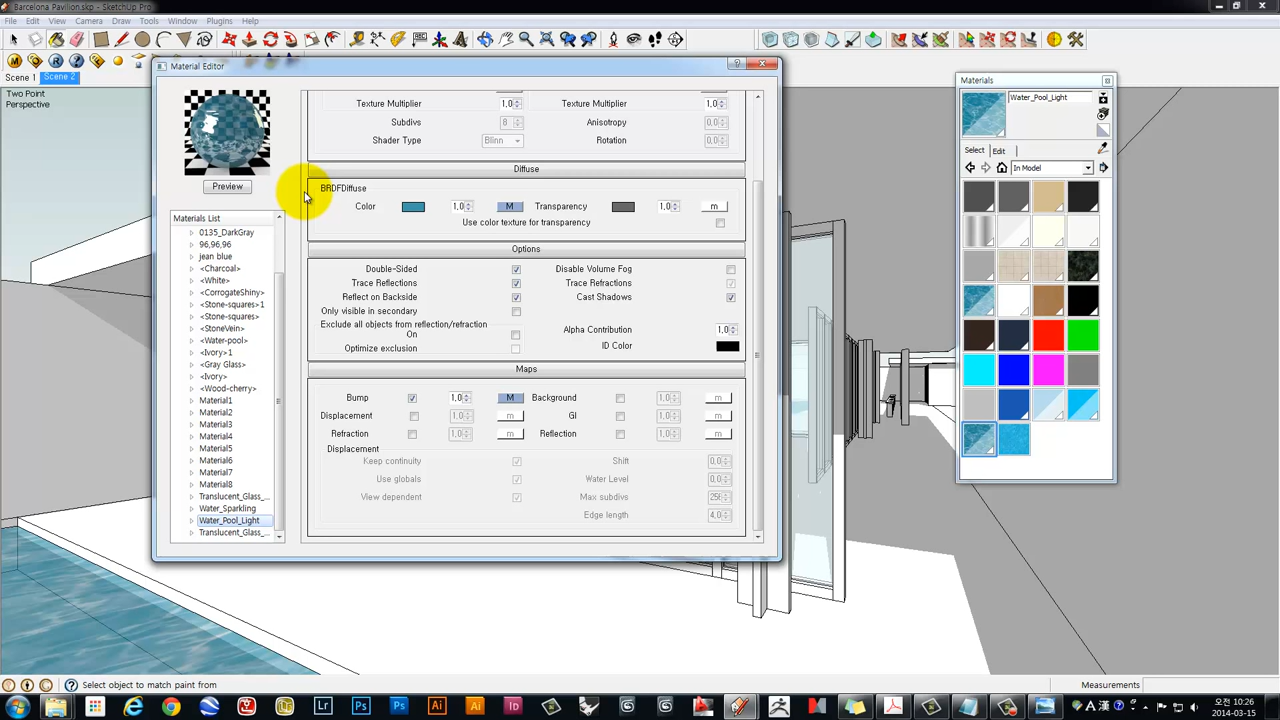 Barcelona Pavilion.skp - SketchUp Pro
File Edit View Camera Draw Tools Window Plugins Help
Scene 1 Scene 2
Two Point
Perspective
Material Editor
Preview
Materials List
0135_DarkGray
96,96,96
jean blue
<Charcoal>
<White>
<CorrogateShiny>
<Stone-squares>1
<Stone-squares>
<StoneVein>
<Water-pool>
<Ivory>1
<Gray Glass>
<Ivory>
<Wood-cherry>
Material1
Material2
Material3
Material4
Material5
Material6
Material7
Material8
Translucent_Glass_...
Water_Sparkling
Water_Pool_Light
Translucent_Glass_...
Texture Multiplier 1,0 Texture Multiplier 1,0
Subdivs 8 Anisotropy 0,0
Shader Type Blinn Rotation 0,0
Diffuse
BRDFDiffuse
Color 1,0 M Transparency 1,0 m
Use color texture for transparency
Options
Double-Sided Disable Volume Fog
Trace Reflections Trace Refractions
Reflect on Backside Cast Shadows
Only visible in secondary
Exclude all objects from reflection/refraction
On Alpha Contribution 1,0
Optimize exclusion ID Color
Maps
Bump 1,0 M Background 1,0 m
Displacement 1,0 m GI 1,0 m
Refraction 1,0 m Reflection 1,0 m
Displacement
Keep continuity Shift 0,0
Use globals Water Level 0,0
View dependent Max subdivs 256
Edge length 4,0
Materials
Water_Pool_Light
Select Edit
In Model
Select object to match paint from
Measurements
오전 10:26
2014-03-15